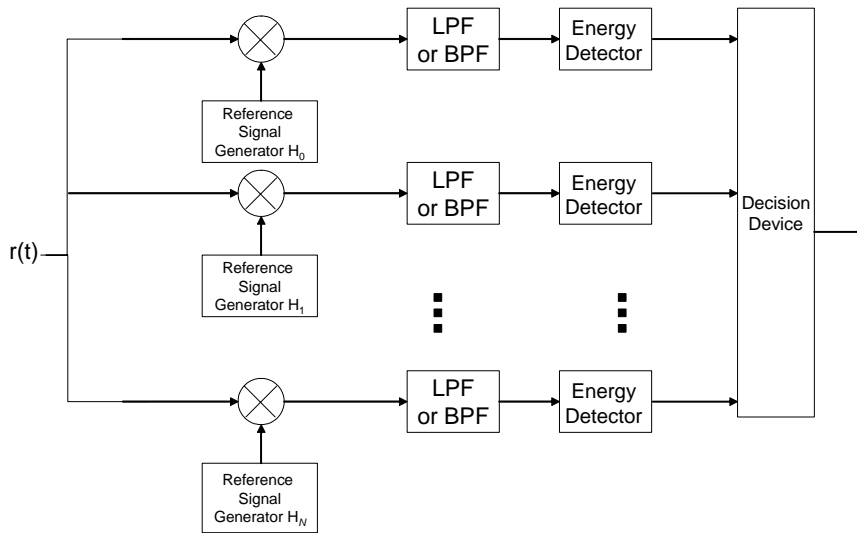 LPF
or BPF
Energy
Detector
Reference
Signal
Generator H₀
LPF
or BPF
Energy
Detector
Decision
Device
r(t)
Reference
Signal
Generator H₁
LPF
or BPF
Energy
Detector
Reference
Signal
Generator H_N